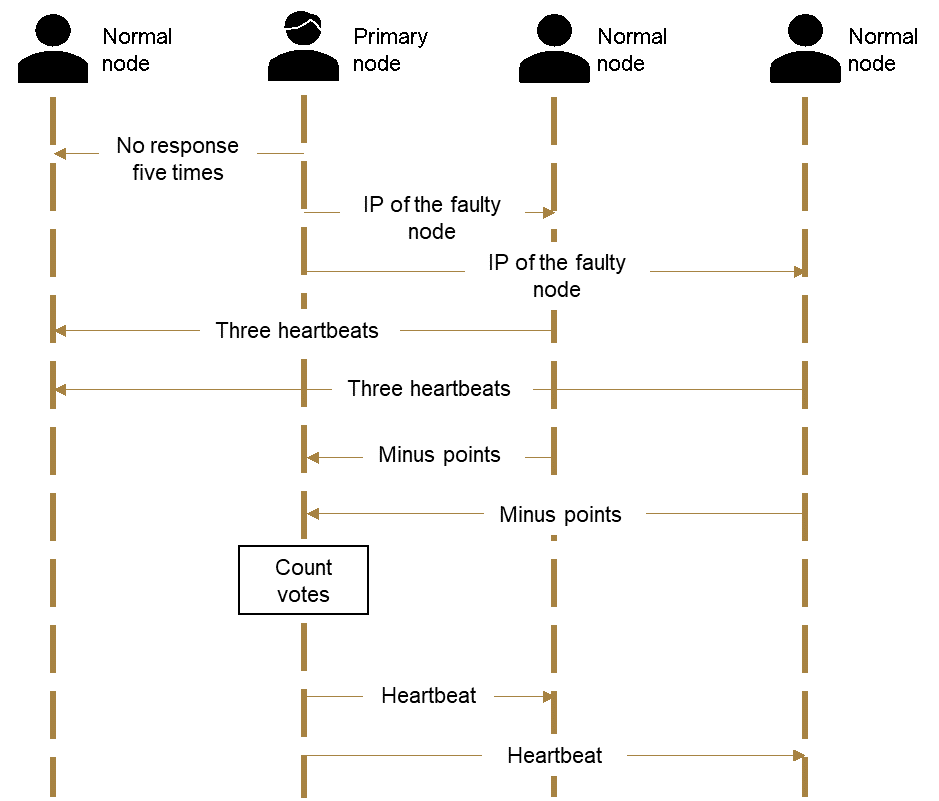 Normal
node
Primary
node
Normal
node
Normal
node
No response
five times
IP of the faulty
node
IP of the faulty
node
Three heartbeats
Three heartbeats
Minus points
Minus points
Count
votes
Heartbeat
Heartbeat